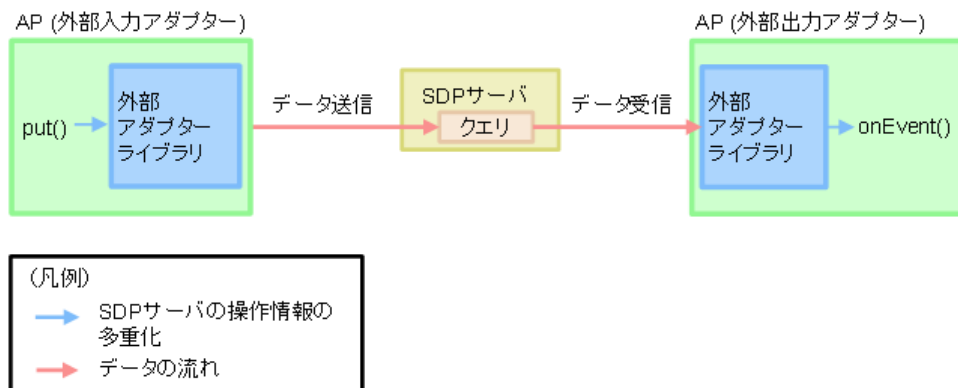 AP (外部入力アダプター)
AP (外部出力アダプター)
put()
外部
アダプター
ライブラリ
データ送信
SDPサーバ
クエリ
データ受信
外部
アダプター
ライブラリ
onEvent()
(凡例)
SDPサーバの操作情報の
多重化
データの流れ